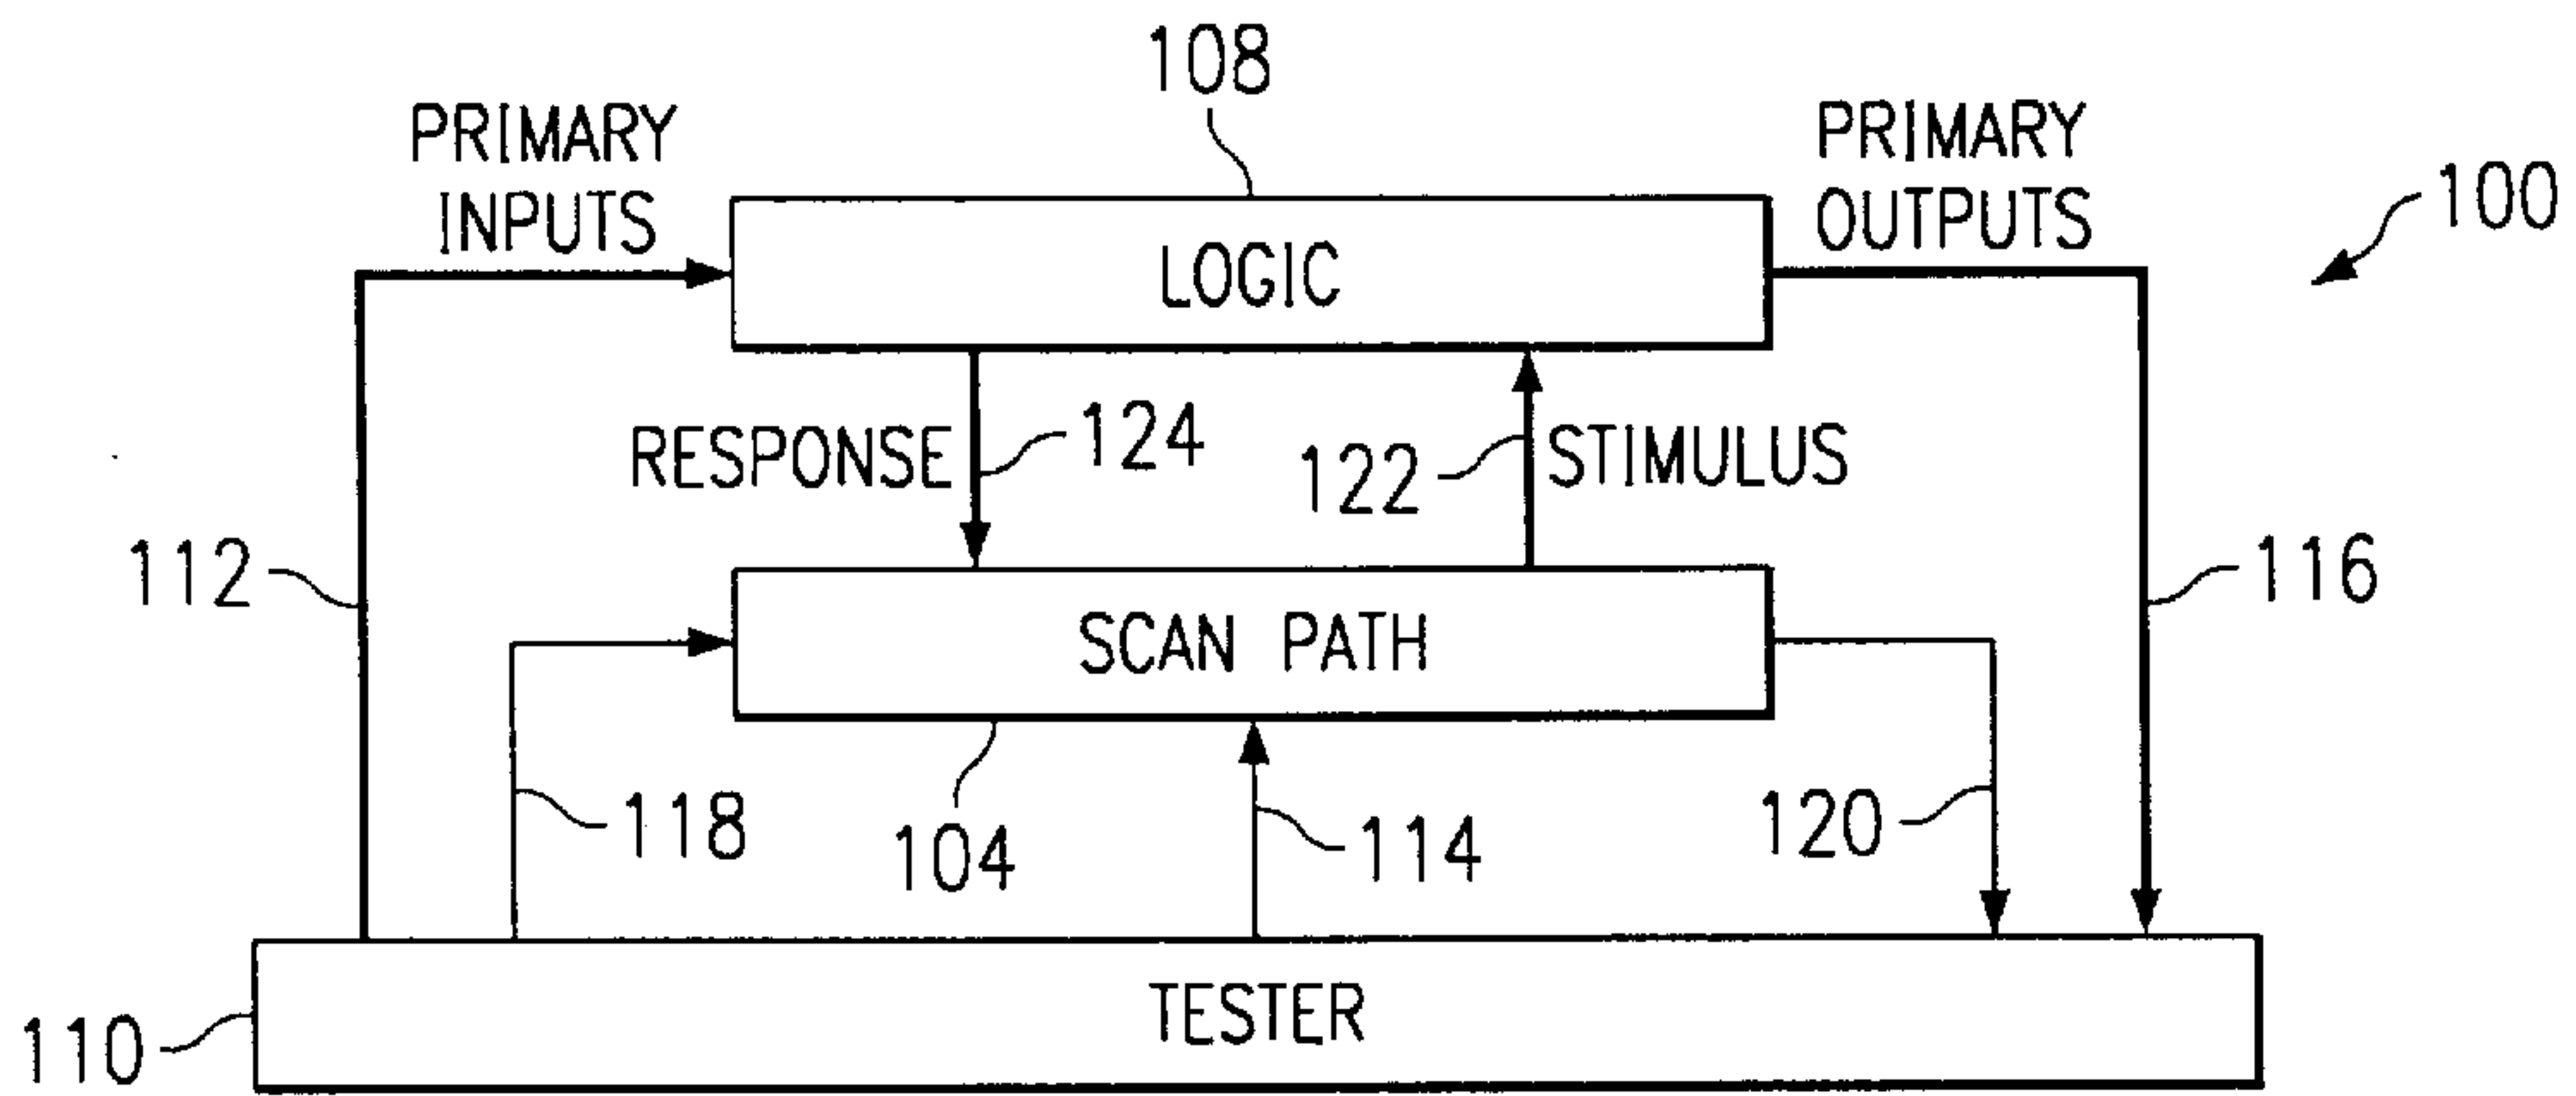 108
PRIMARY
INPUTS
PRIMARY
OUTPUTS
100
LOGIC
RESPONSE
124
122
STIMULUS
112
116
SCAN PATH
118
104
114
120
TESTER
110